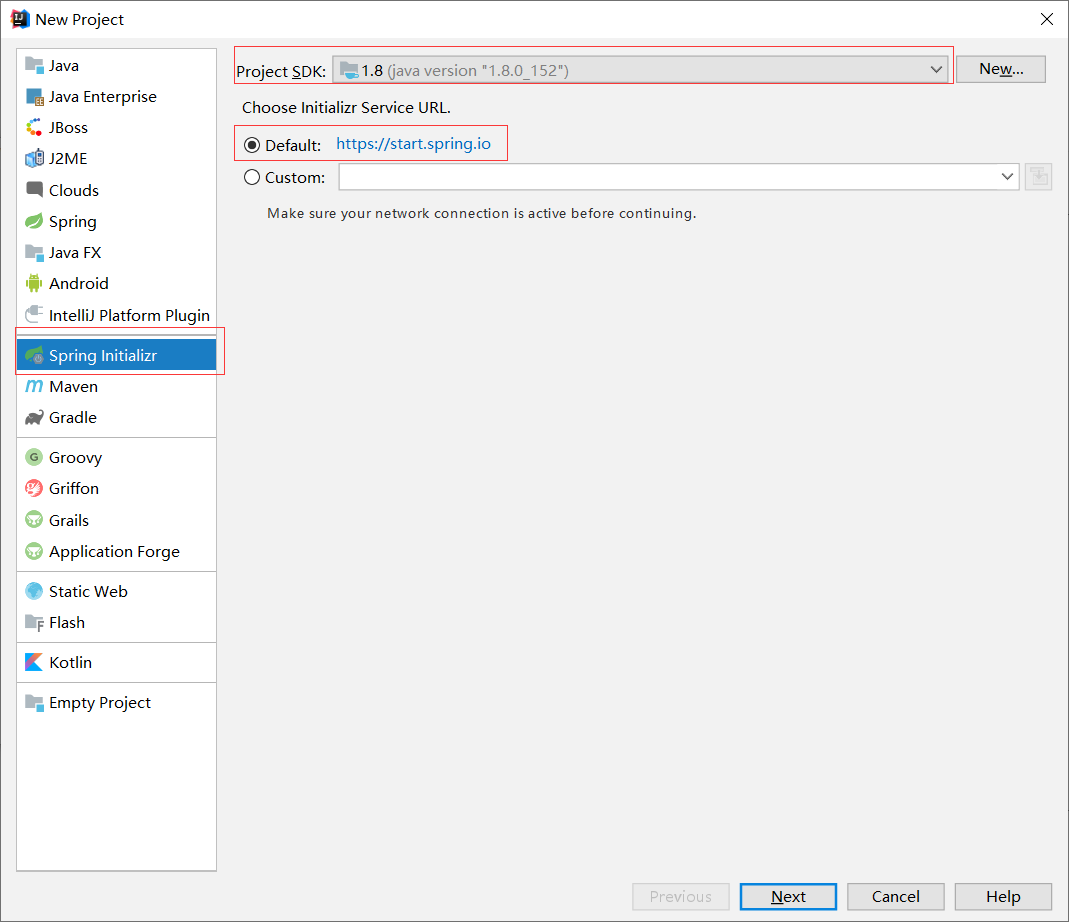 New Project
Java
Java Enterprise
JBoss
J2ME
Clouds
Spring
Java FX
Android
IntelliJ Platform Plugin
Spring Initializr
Maven
Gradle
Groovy
Griffon
Grails
Application Forge
Static Web
Flash
Kotlin
Empty Project
Project SDK: 1.8 (java version "1.8.0_152") New...
Choose Initializr Service URL.
Default: https://start.spring.io
Custom:
Make sure your network connection is active before continuing.
Previous Next Cancel Help